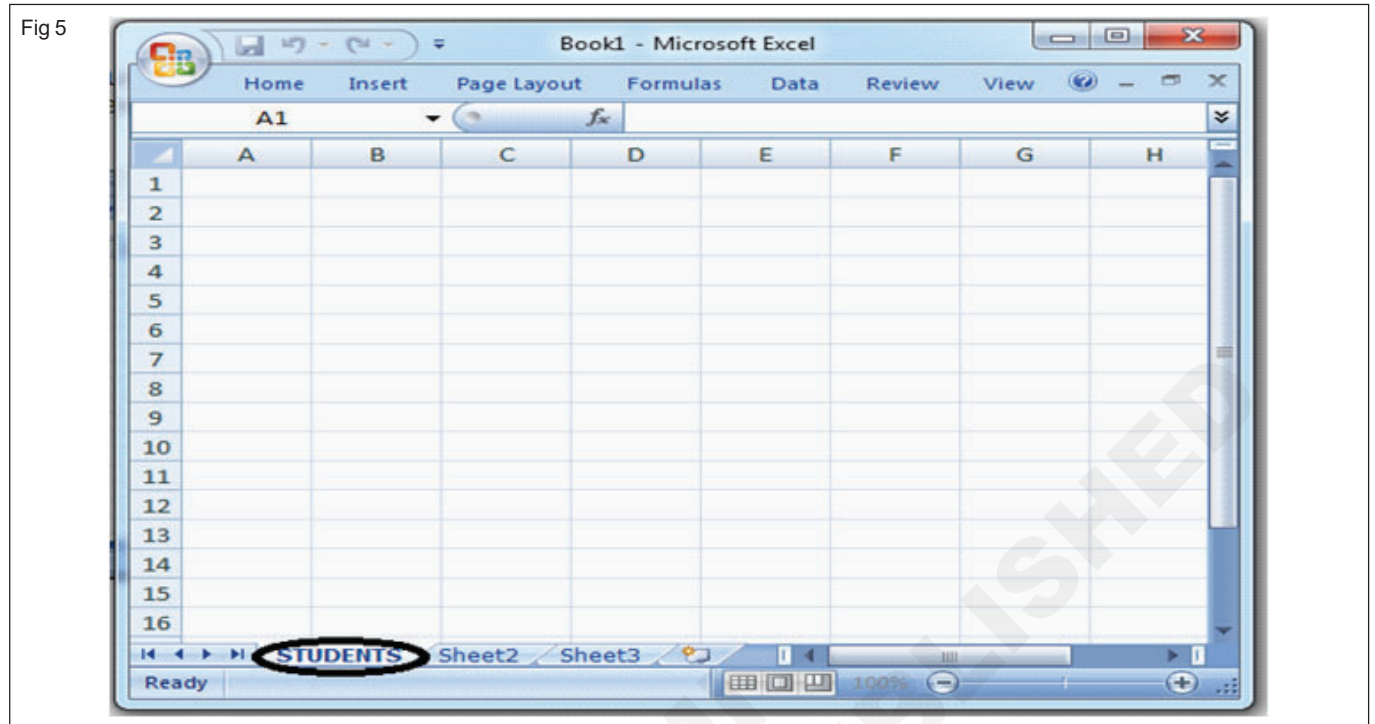 Fig 5
Book1 - Microsoft Excel
Home Insert Page Layout Formulas Data Review View
A1 fx
A B C D E F G H
1
2
3
4
5
6
7
8
9
10
11
12
13
14
15
16
STUDENTS Sheet2 Sheet3
Ready 100%